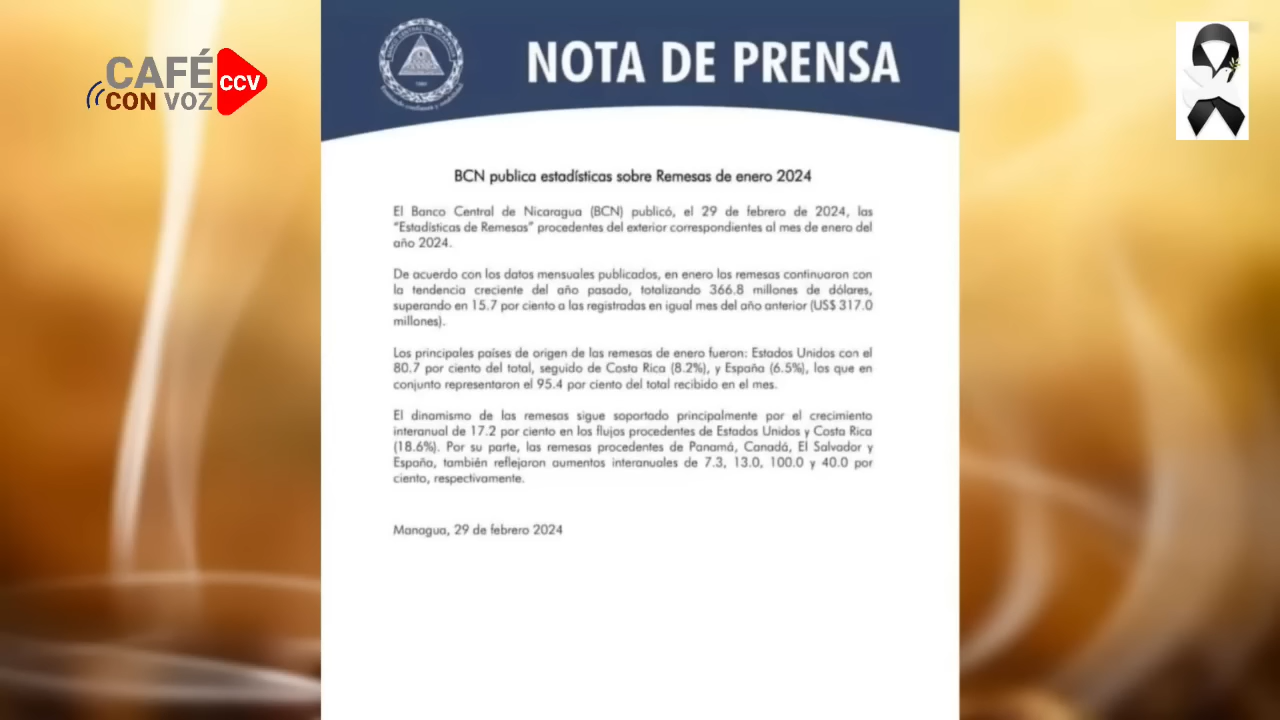 CAFÉ
CON VOZ
CCV
BANCO CENTRAL DE NICARAGUA
NOTA DE PRENSA
BCN publica estadísticas sobre Remesas de enero 2024
El Banco Central de Nicaragua (BCN) publicó, el 29 de febrero de 2024, las
“Estadísticas de Remesas” procedentes del exterior correspondientes al mes de enero del
año 2024.
De acuerdo con los datos mensuales publicados, en enero las remesas continuaron con
la tendencia creciente del año pasado, totalizando 366.8 millones de dólares,
superando en 15.7 por ciento a las registradas en igual mes del año anterior (US$ 317.0
millones).
Los principales países de origen de las remesas de enero fueron: Estados Unidos con el
80.7 por ciento del total, seguido de Costa Rica (8.2%), y España (6.5%), los que en
conjunto representaron el 95.4 por ciento del total recibido en el mes.
El dinamismo de las remesas sigue soportado principalmente por el crecimiento
interanual de 17.2 por ciento en los flujos procedentes de Estados Unidos y Costa Rica
(18.6%). Por su parte, las remesas procedentes de Panamá, Canadá, El Salvador y
España, también reflejaron aumentos interanuales de 7.3, 13.0, 100.0 y 40.0 por
ciento, respectivamente.
Managua, 29 de febrero 2024